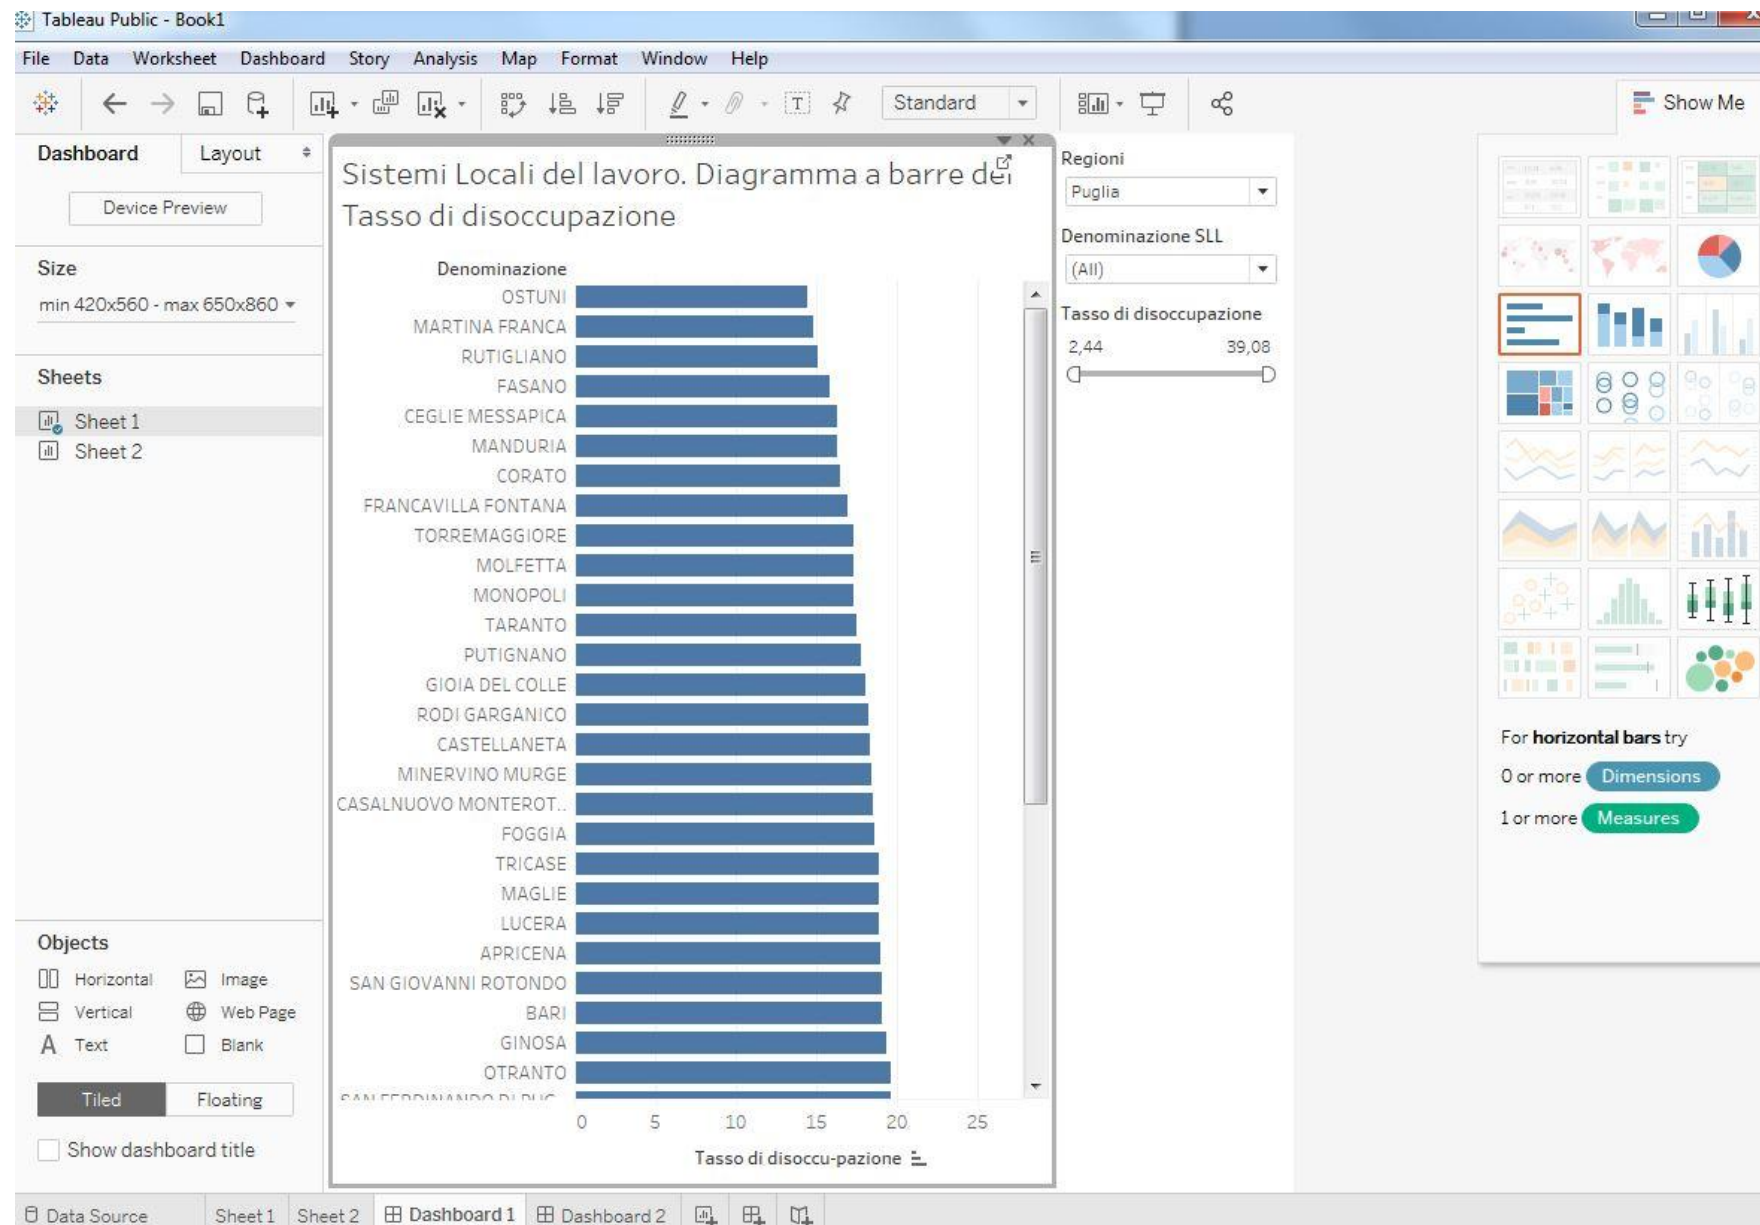 Tableau Public - Book1
File Data Worksheet Dashboard Story Analysis Map Format Window Help
Standard
Show Me
Dashboard Layout
Device Preview
Size
min 420x560 - max 650x860
Sheets
Sheet 1
Sheet 2
Objects
Horizontal Image
Vertical Web Page
Text Blank
Tiled Floating
Show dashboard title
Sistemi Locali del lavoro. Diagramma a barre del
Tasso di disoccupazione
Denominazione
OSTUNI
MARTINA FRANCA
RUTIGLIANO
FASANO
CEGLIE MESSAPICA
MANDURIA
CORATO
FRANCAVILLA FONTANA
TORREMAGGIORE
MOLFETTA
MONOPOLI
TARANTO
PUTIGNANO
GIOIA DEL COLLE
RODI GARGANICO
CASTELLANETA
MINERVINO MURGE
CASALNUOVO MONTEROT..
FOGGIA
TRICASE
MAGLIE
LUCERA
APRICENA
SAN GIOVANNI ROTONDO
BARI
GINOSA
OTRANTO
SAN FERDINANDO DI PUG..
0 5 10 15 20 25
Tasso di disoccu-pazione
Regioni
Puglia
Denominazione SLL
(All)
Tasso di disoccupazione
2,44 39,08
For horizontal bars try
0 or more Dimensions
1 or more Measures
Data Source Sheet 1 Sheet 2 Dashboard 1 Dashboard 2